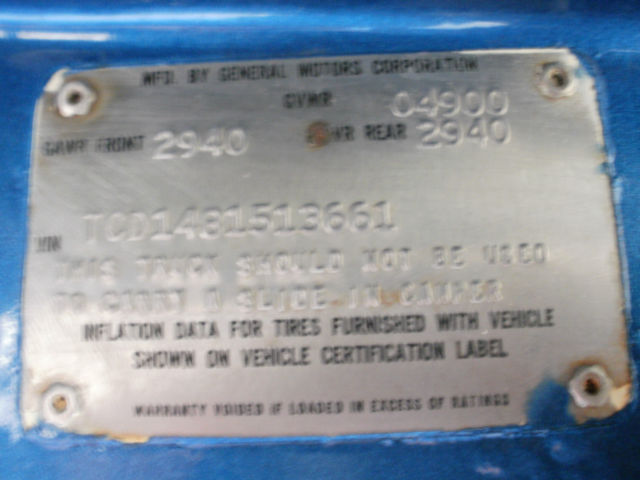 MFD. BY GENERAL MOTORS CORPORATION
GVWR 04900
GAWR FRONT 2940 GAWR REAR 2940
VIN TCD1481513661
THIS TRUCK SHOULD NOT BE USED
TO CARRY A SLIDE-IN CAMPER
INFLATION DATA FOR TIRES FURNISHED WITH VEHICLE
SHOWN ON VEHICLE CERTIFICATION LABEL
WARRANTY VOIDED IF LOADED IN EXCESS OF RATINGS